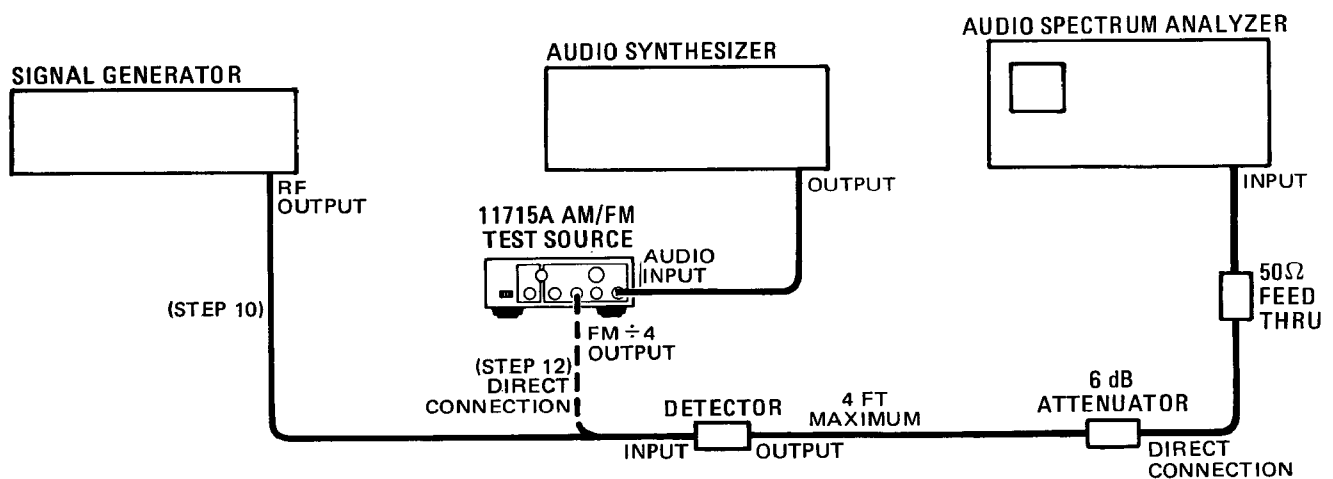 SIGNAL GENERATOR
RF
OUTPUT
(STEP 10)
AUDIO SYNTHESIZER
OUTPUT
11715A AM/FM
TEST SOURCE
AUDIO
INPUT
FM ÷4
OUTPUT
(STEP 12)
DIRECT
CONNECTION
DETECTOR
INPUT
OUTPUT
4 FT
MAXIMUM
6 dB
ATTENUATOR
DIRECT
CONNECTION
AUDIO SPECTRUM ANALYZER
INPUT
50Ω
FEED
THRU